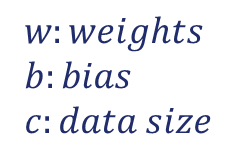 w: weights
b: bias
c: data size